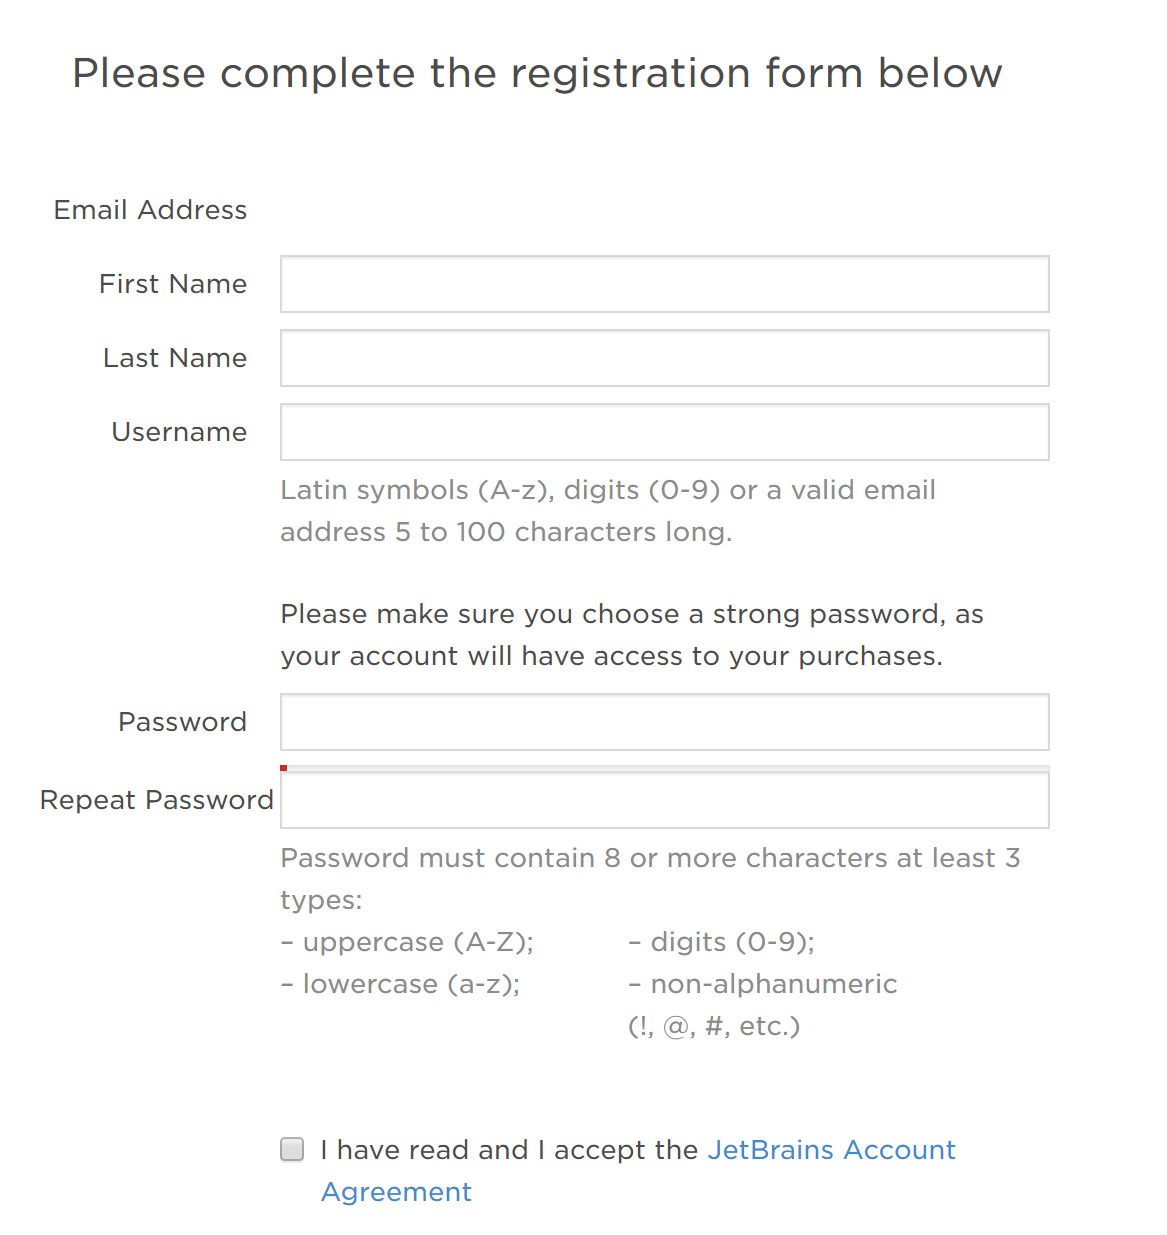 Please complete the registration form below
Email Address
First Name
Last Name
Username
Latin symbols (A-z), digits (0-9) or a valid email
address 5 to 100 characters long.
Please make sure you choose a strong password, as
your account will have access to your purchases.
Password
Repeat Password
Password must contain 8 or more characters at least 3
types:
– uppercase (A-Z);
– lowercase (a-z);
– digits (0-9);
– non-alphanumeric
(!, @, #, etc.)
I have read and I accept the JetBrains Account
Agreement